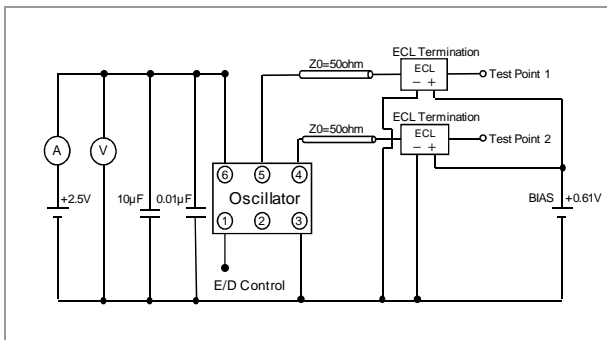 ECL Termination
Z0=50ohm
ECL
− +
Test Point 1
ECL Termination
Z0=50ohm
ECL
− +
Test Point 2
A
V
+2.5V
10µF
0.01µF
6 5 4
Oscillator
1 2 3
E/D Control
BIAS
+0.61V